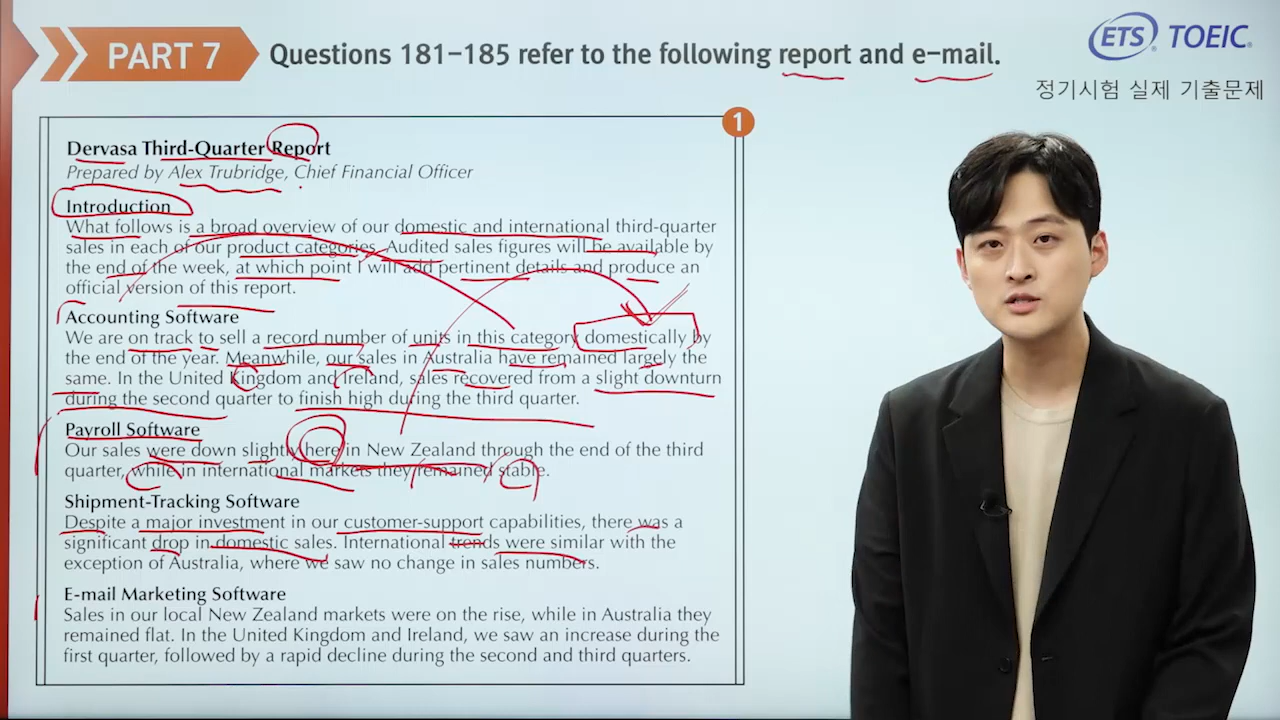 PART 7
Questions 181–185 refer to the following report and e–mail.
ETS TOEIC
정기시험 실제 기출문제
1
Dervasa Third-Quarter Report
Prepared by Alex Trubridge, Chief Financial Officer
Introduction
What follows is a broad overview of our domestic and international third-quarter
sales in each of our product categories. Audited sales figures will be available by
the end of the week, at which point I will add pertinent details and produce an
official version of this report.
Accounting Software
We are on track to sell a record number of units in this category domestically by
the end of the year. Meanwhile, our sales in Australia have remained largely the
same. In the United Kingdom and Ireland, sales recovered from a slight downturn
during the second quarter to finish high during the third quarter.
Payroll Software
Our sales were down slightly here in New Zealand through the end of the third
quarter, while in international markets they remained stable.
Shipment-Tracking Software
Despite a major investment in our customer-support capabilities, there was a
significant drop in domestic sales. International trends were similar with the
exception of Australia, where we saw no change in sales numbers.
E-mail Marketing Software
Sales in our local New Zealand markets were on the rise, while in Australia they
remained flat. In the United Kingdom and Ireland, we saw an increase during the
first quarter, followed by a rapid decline during the second and third quarters.